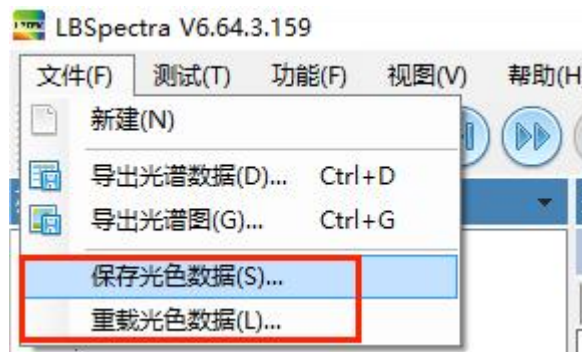 LBSpectra V6.64.3.159
文件(F) 测试(T) 功能(F) 视图(V) 帮助(H
新建(N)
导出光谱数据(D)... Ctrl+D
导出光谱图(G)... Ctrl+G
保存光色数据(S)...
重载光色数据(L)...